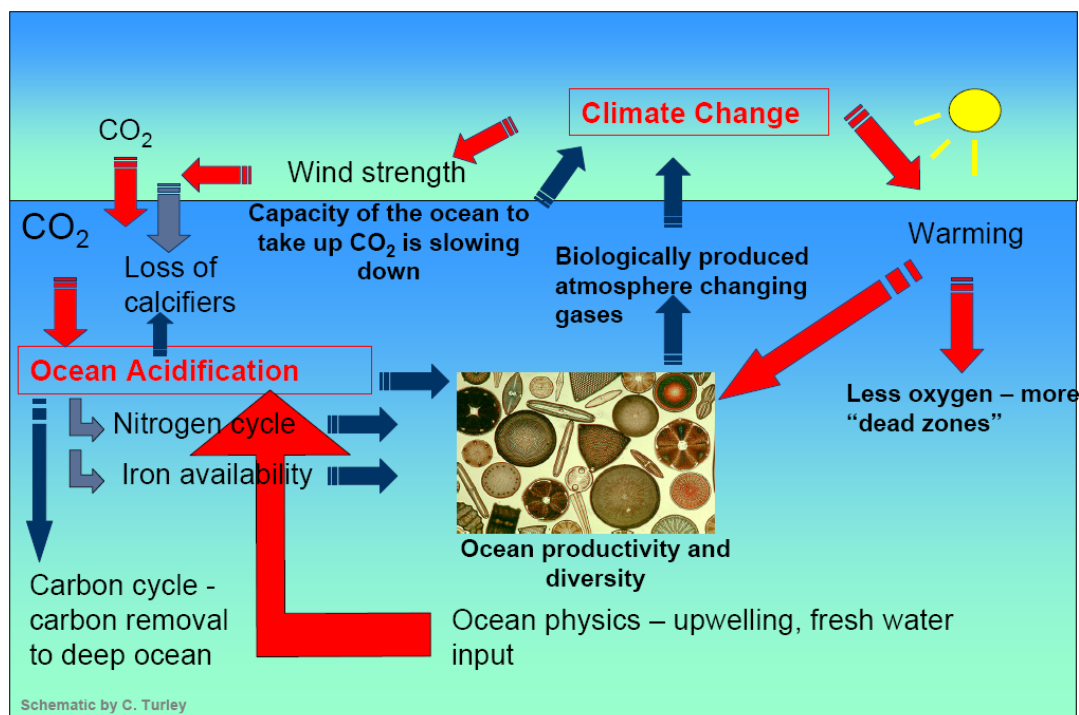 Climate Change
CO₂
Wind strength
Capacity of the ocean to
take up CO₂ is slowing
down
CO₂
Loss of
calcifiers
Biologically produced
atmosphere changing
gases
Warming
Ocean Acidification
Less oxygen – more
“dead zones”
Nitrogen cycle
Iron availability
Ocean productivity and
diversity
Carbon cycle -
carbon removal
to deep ocean
Ocean physics – upwelling, fresh water
input
Schematic by C. Turley